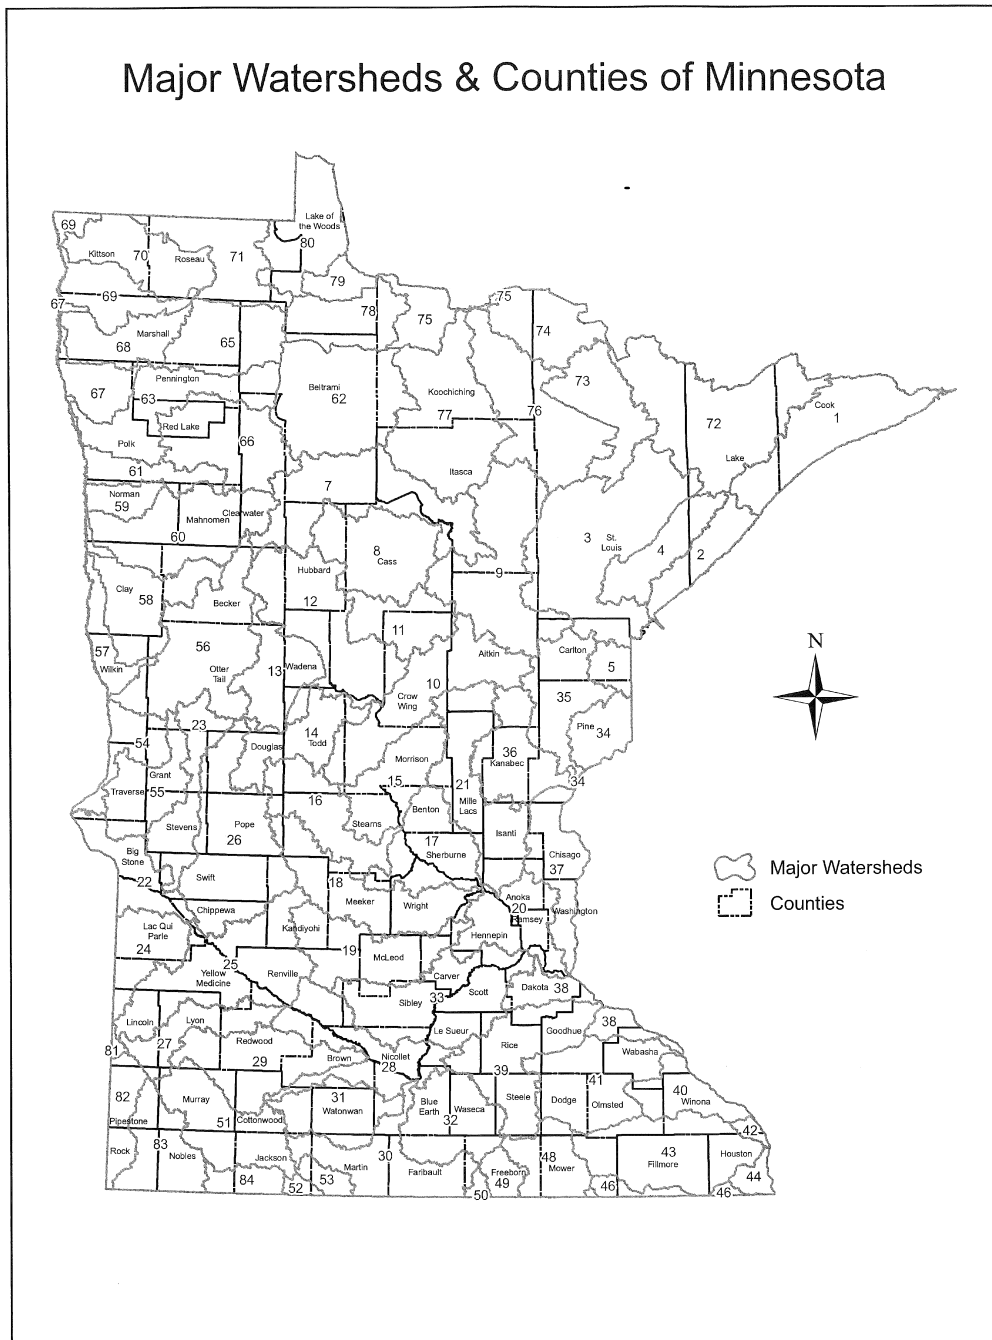 Major Watersheds & Counties of Minnesota
Lake of
the Woods
69
80
Kittson
70
Roseau
71
79
67
69
78
75
75
74
Marshall
68
65
73
Pennington
67
63
Beltrami
62
Koochiching
Red Lake
77
76
72
Cook
1
Polk
66
61
Itasca
Lake
Norman
59
7
Mahnomen
Clearwater
60
8
Cass
3
St.
Louis
4
2
Clay
58
Hubbard
9
Becker
12
11
56
57
Wilkin
Otter
Tail
13
Wadena
Aitkin
Carlton
5
Crow
Wing
10
35
23
14
Todd
Pine
34
54
Douglas
36
Kanabec
Morrison
Grant
15
21
34
Traverse
55
16
Mille
Lacs
Benton
Stevens
Pope
26
Stearns
Isanti
17
Sherburne
Big
Stone
Chisago
37
22
Swift
18
Meeker
Wright
Anoka
20
Ramsey
Washington
Chippewa
Lac Qui
Parle
24
Kandiyohi
Hennepin
19
McLeod
25
Yellow
Medicine
Renville
Carver
Scott
Dakota
38
Sibley
33
Lincoln
Lyon
Le Sueur
Goodhue
38
27
Redwood
29
Rice
Wabasha
81
Brown
Nicollet
28
39
41
82
Pipestone
Murray
31
Watonwan
Blue
Earth
Waseca
32
Steele
Dodge
Olmsted
40
Winona
51
Cottonwood
42
Rock
83
Nobles
Jackson
84
52
53
Martin
30
Faribault
Freeborn
49
50
48
Mower
46
43
Fillmore
Houston
44
46
N
Major Watersheds
Counties